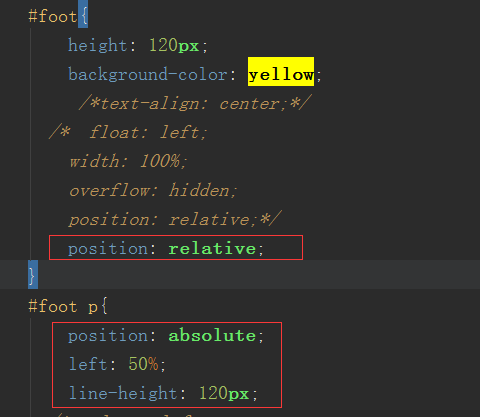 #foot{
height: 120px;
background-color: yellow;
/*text-align: center;*/
/* float: left;
width: 100%;
overflow: hidden;
position: relative;*/
position: relative;
}
#foot p{
position: absolute;
left: 50%;
line-height: 120px;